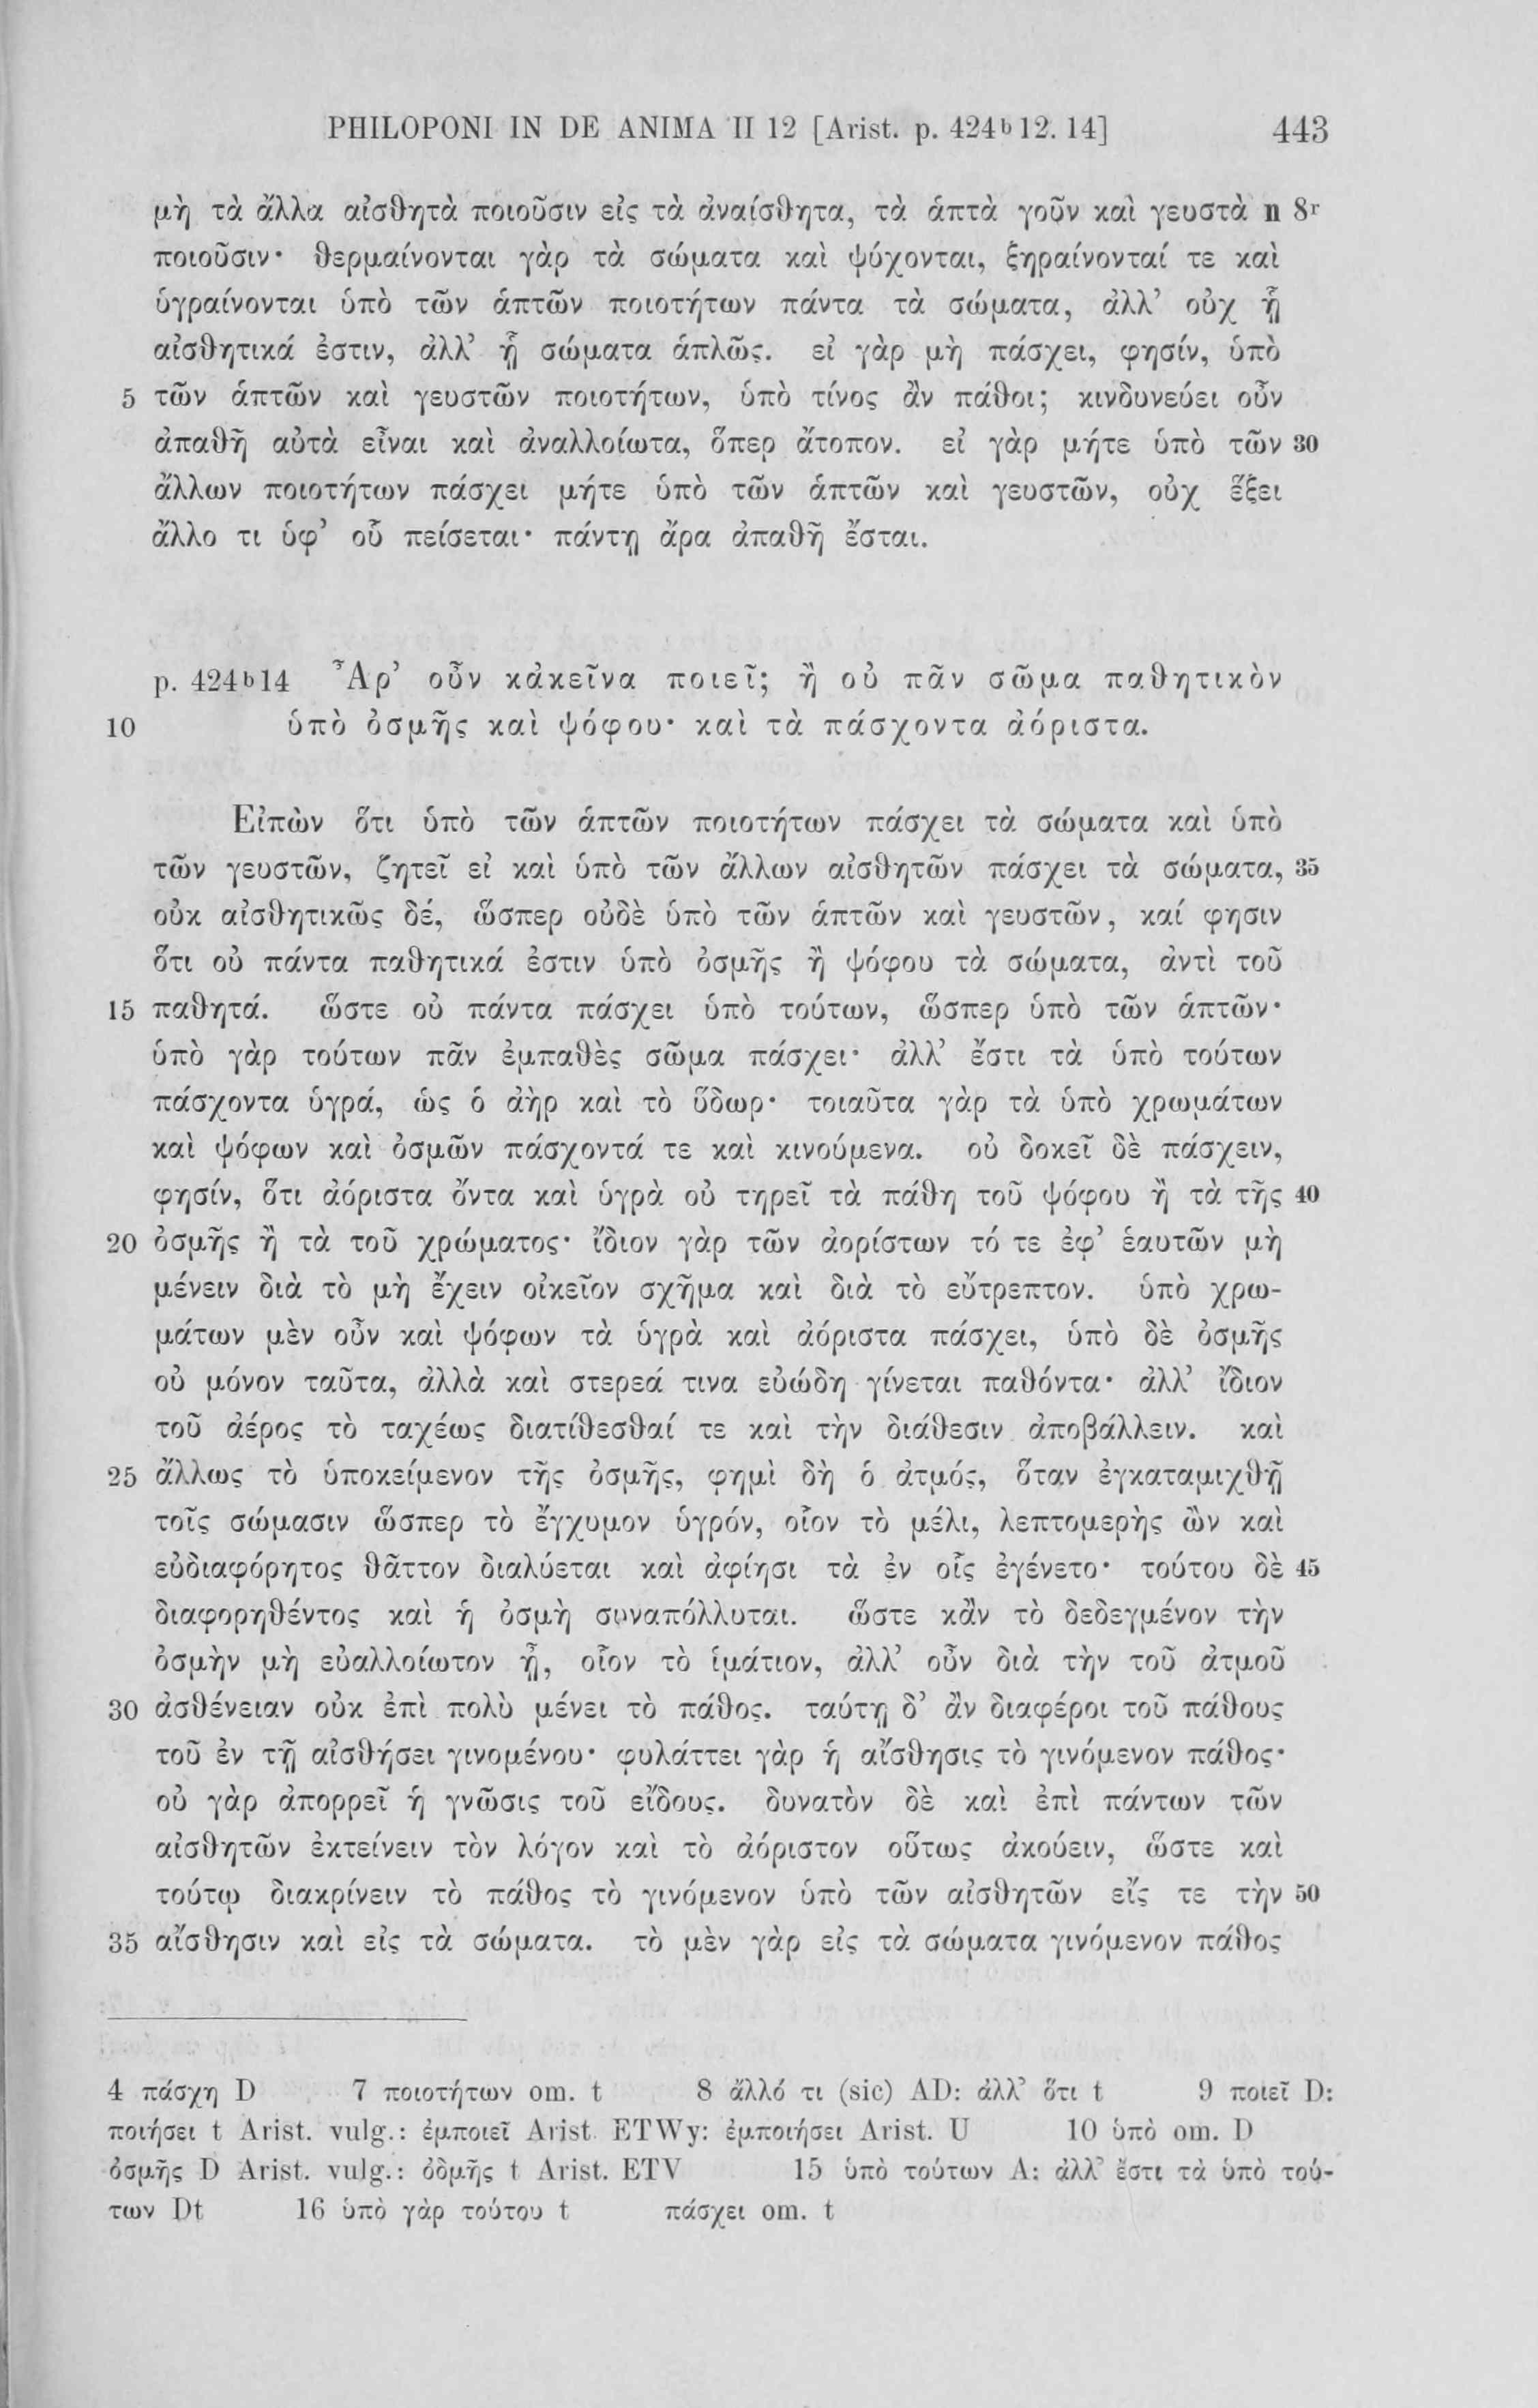 PHILOPONI IN DE ANIMA II 12 [Arist. p. 424b12. 14] 443
μὴ τὰ ἄλλα αἰσθητὰ ποιοῦσιν εἰς τὰ ἀναίσθητα, τὰ ἁπτὰ γοῦν καὶ γευστὰ n 8r
ποιοῦσιν· θερμαίνονται γὰρ τὰ σώματα καὶ ψύχονται, ξηραίνονταί τε καὶ
ὑγραίνονται ὑπὸ τῶν ἁπτῶν ποιοτήτων πάντα τὰ σώματα, ἀλλ’ οὐχ ᾗ
αἰσθητικά ἐστιν, ἀλλ’ ᾗ σώματα ἁπλῶς. εἰ γὰρ μὴ πάσχει, φησίν, ὑπὸ
5 τῶν ἁπτῶν καὶ γευστῶν ποιοτήτων, ὑπὸ τίνος ἂν πάθοι; κινδυνεύει οὖν
ἀπαθῆ αὐτὰ εἶναι καὶ ἀναλλοίωτα, ὅπερ ἄτοπον. εἰ γὰρ μήτε ὑπὸ τῶν 30
ἄλλων ποιοτήτων πάσχει μήτε ὑπὸ τῶν ἁπτῶν καὶ γευστῶν, οὐχ ἕξει
ἄλλο τι ὑφ’ οὗ πείσεται· πάντῃ ἄρα ἀπαθῆ ἔσται.
p. 424b14 Ἆρ’ οὖν κἀκεῖνα ποιεῖ; ἢ οὐ πᾶν σῶμα παθητικὸν
10 ὑπὸ ὀσμῆς καὶ ψόφου· καὶ τὰ πάσχοντα ἀόριστα.
Εἰπὼν ὅτι ὑπὸ τῶν ἁπτῶν ποιοτήτων πάσχει τὰ σώματα καὶ ὑπὸ
τῶν γευστῶν, ζητεῖ εἰ καὶ ὑπὸ τῶν ἄλλων αἰσθητῶν πάσχει τὰ σώματα, 35
οὐκ αἰσθητικῶς δέ, ὥσπερ οὐδὲ ὑπὸ τῶν ἁπτῶν καὶ γευστῶν, καί φησιν
ὅτι οὐ πάντα παθητικά ἐστιν ὑπὸ ὀσμῆς ἢ ψόφου τὰ σώματα, ἀντὶ τοῦ
15 παθητά. ὥστε οὐ πάντα πάσχει ὑπὸ τούτων, ὥσπερ ὑπὸ τῶν ἁπτῶν·
ὑπὸ γὰρ τούτων πᾶν ἐμπαθὲς σῶμα πάσχει· ἀλλ’ ἔστι τὰ ὑπὸ τούτων
πάσχοντα ὑγρά, ὡς ὁ ἀὴρ καὶ τὸ ὕδωρ· τοιαῦτα γὰρ τὰ ὑπὸ χρωμάτων
καὶ ψόφων καὶ ὀσμῶν πάσχοντά τε καὶ κινούμενα. οὐ δοκεῖ δὲ πάσχειν,
φησίν, ὅτι ἀόριστα ὄντα καὶ ὑγρὰ οὐ τηρεῖ τὰ πάθη τοῦ ψόφου ἢ τὰ τῆς 40
20 ὀσμῆς ἢ τὰ τοῦ χρώματος· ἴδιον γὰρ τῶν ἀορίστων τό τε ἐφ’ ἑαυτῶν μὴ
μένειν διὰ τὸ μὴ ἔχειν οἰκεῖον σχῆμα καὶ διὰ τὸ εὔτρεπτον. ὑπὸ χρω-
μάτων μὲν οὖν καὶ ψόφων τὰ ὑγρὰ καὶ ἀόριστα πάσχει, ὑπὸ δὲ ὀσμῆς
οὐ μόνον ταῦτα, ἀλλὰ καὶ στερεά τινα εὐώδη γίνεται παθόντα· ἀλλ’ ἴδιον
τοῦ ἀέρος τὸ ταχέως διατίθεσθαί τε καὶ τὴν διάθεσιν ἀποβάλλειν. καὶ
25 ἄλλως τὸ ὑποκείμενον τῆς ὀσμῆς, φημὶ δὴ ὁ ἀτμός, ὅταν ἐγκαταμιχθῇ
τοῖς σώμασιν ὥσπερ τὸ ἔγχυμον ὑγρόν, οἷον τὸ μέλι, λεπτομερὴς ὢν καὶ
εὐδιαφόρητος θᾶττον διαλύεται καὶ ἀφίησι τὰ ἐν οἷς ἐγένετο· τούτου δὲ 45
διαφορηθέντος καὶ ἡ ὀσμὴ συναπόλλυται. ὥστε κἂν τὸ δεδεγμένον τὴν
ὀσμὴν μὴ εὐαλλοίωτον ᾖ, οἷον τὸ ἱμάτιον, ἀλλ’ οὖν διὰ τὴν τοῦ ἀτμοῦ
30 ἀσθένειαν οὐκ ἐπὶ πολὺ μένει τὸ πάθος. ταύτῃ δ’ ἂν διαφέροι τοῦ πάθους
τοῦ ἐν τῇ αἰσθήσει γινομένου· φυλάττει γὰρ ἡ αἴσθησις τὸ γινόμενον πάθος·
οὐ γὰρ ἀπορρεῖ ἡ γνῶσις τοῦ εἴδους. δυνατὸν δὲ καὶ ἐπὶ πάντων τῶν
αἰσθητῶν ἐκτείνειν τὸν λόγον καὶ τὸ ἀόριστον οὕτως ἀκούειν, ὥστε καὶ
τούτῳ διακρίνειν τὸ πάθος τὸ γινόμενον ὑπὸ τῶν αἰσθητῶν εἴς τε τὴν 50
35 αἴσθησιν καὶ εἰς τὰ σώματα. τὸ μὲν γὰρ εἰς τὰ σώματα γινόμενον πάθος
4 πάσχη D 7 ποιοτήτων om. t 8 ἄλλό τι (sic) AD: ἀλλ’ ὅτι t 9 ποιεῖ D:
ποιήσει t Arist. vulg.: ἐμποιεῖ Arist. ETWy: ἐμποιήσει Arist. U 10 ὑπὸ om. D
ὀσμῆς D Arist. vulg.: ὀδμῆς t Arist. ETV 15 ὑπὸ τούτων A: ἀλλ’ ἔστι τὰ ὑπὸ τού-
των Dt 16 ὑπὸ γὰρ τούτου t πάσχει om. t